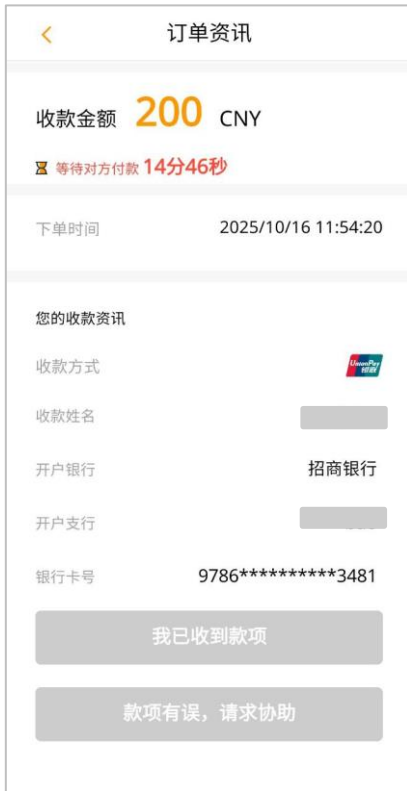 订单资讯
收款金额 200 CNY
等待对方付款 14分46秒
下单时间 2025/10/16 11:54:20
您的收款资讯
收款方式 UnionPay 银联
收款姓名
开户银行 招商银行
开户支行
银行卡号 9786**********3481
我已收到款项
款项有误，请求协助